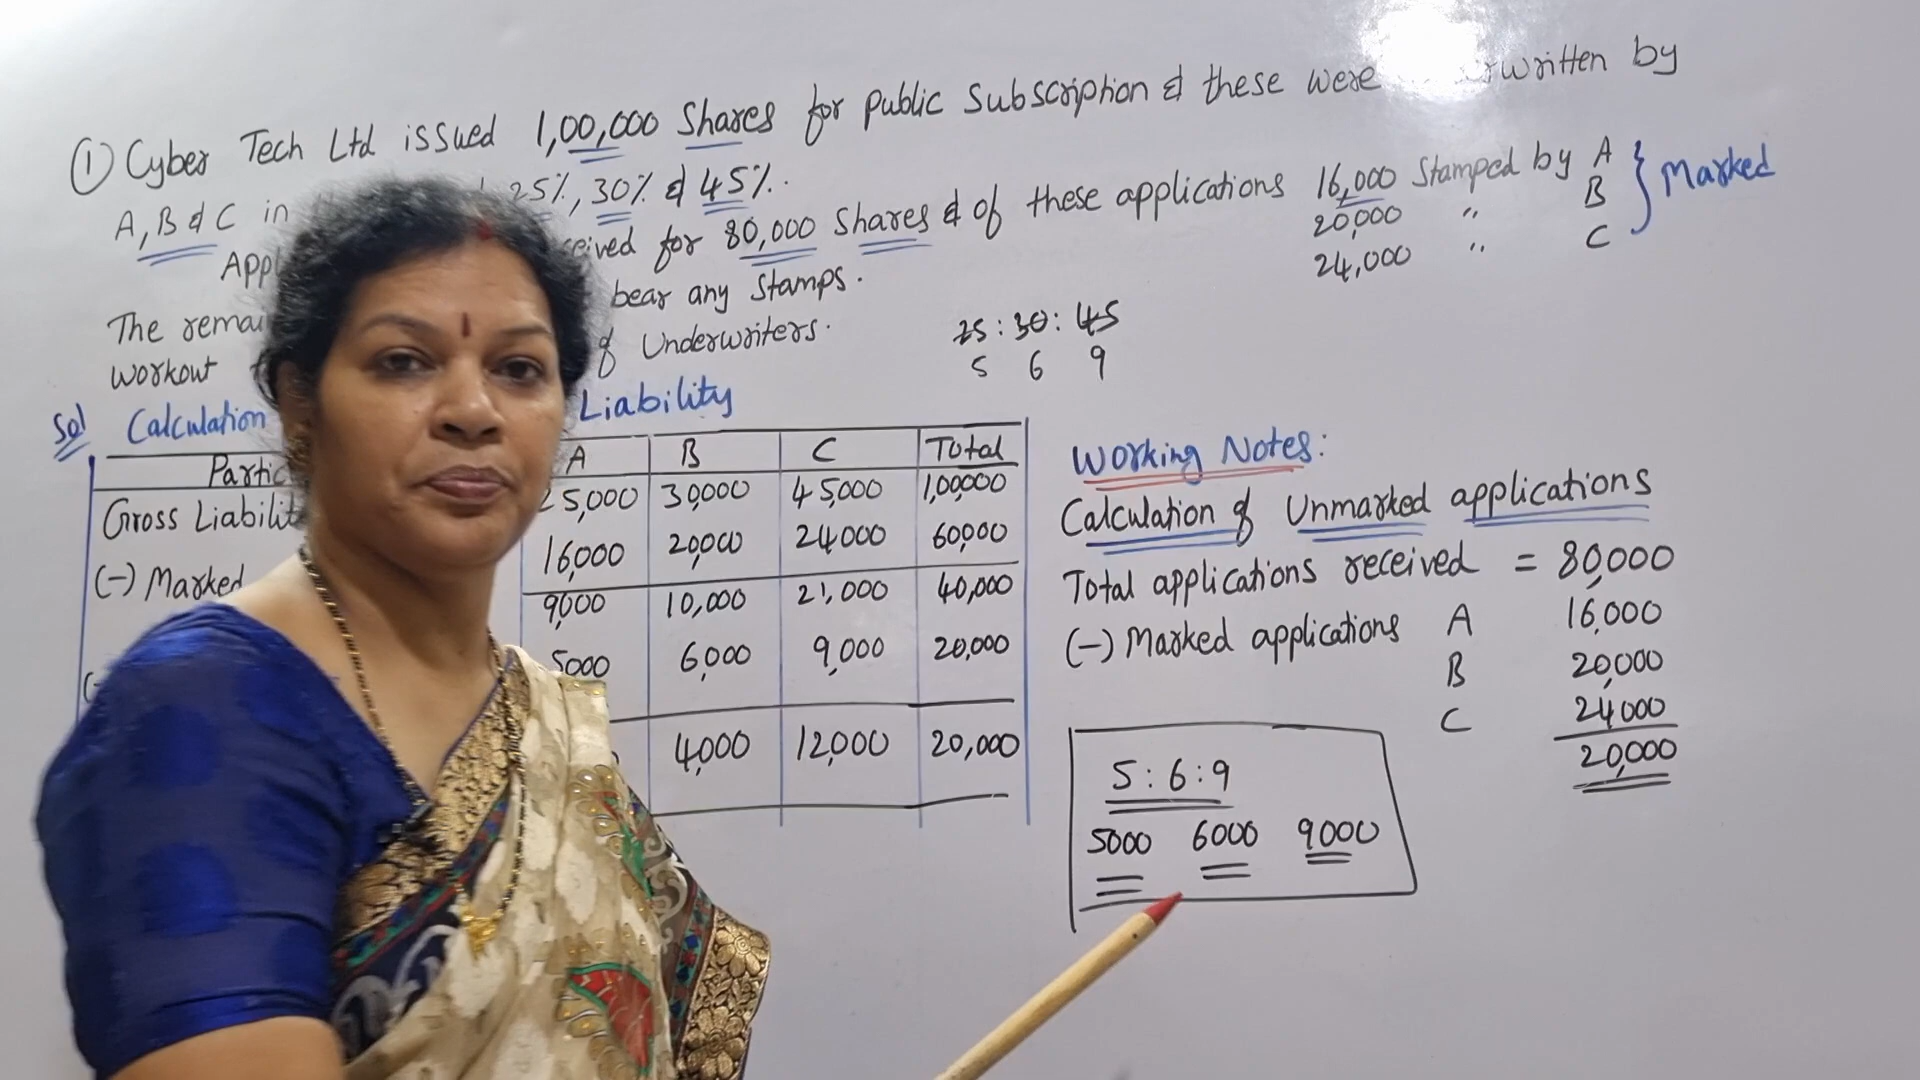 ① Cyber Tech Ltd issued 1,00,000 Shares for public Subscription & these were written by
A, B & C in 25%, 30% & 45%.
App ceived for 80,000 Shares & of these applications 16,000 Stamped by A } Marked
20,000 〃 B
24,000 〃 C
The remai bear any Stamps.
workout of Underwriters.
25 : 30 : 45
5 6 9
Sol Calculation Liability
Partic A B C Total
Gross Liabilit 25,000 30,000 45,000 1,00,000
(-) Marked 16,000 20,000 24000 60,000
9,000 10,000 21,000 40,000
5000 6,000 9,000 20,000
4,000 12,000 20,000
Working Notes:
Calculation of Unmarked applications
Total applications received = 80,000
(-) Marked applications A 16,000
B 20,000
C 24000
20,000
5 : 6 : 9
5000 6000 9000